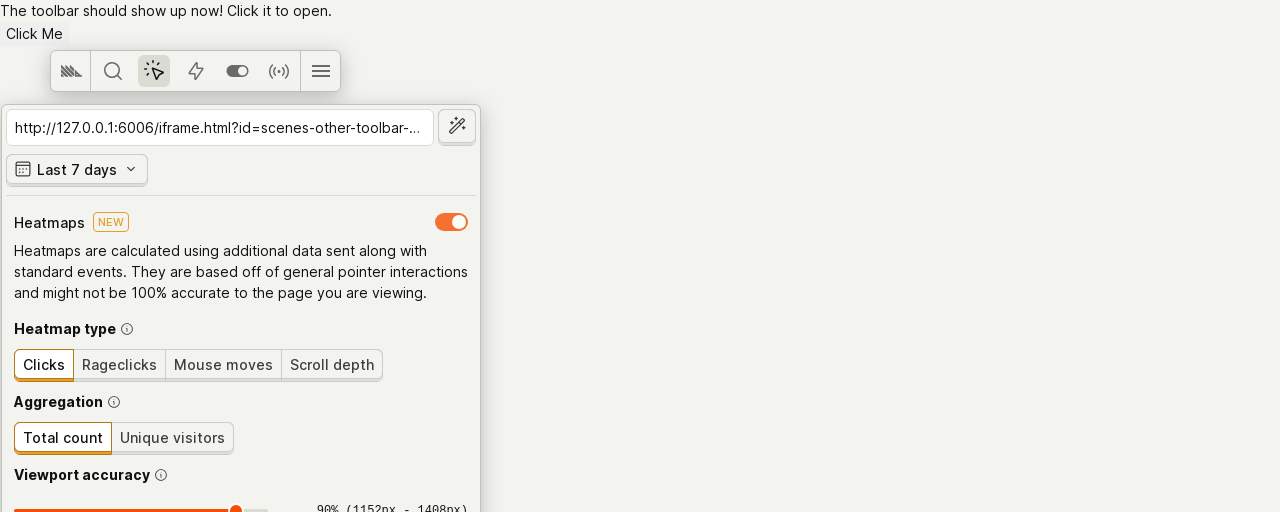 The toolbar should show up now! Click it to open.
Click Me
http://127.0.0.1:6006/iframe.html?id=scenes-other-toolbar-...
Last 7 days
Heatmaps NEW
Heatmaps are calculated using additional data sent along with
standard events. They are based off of general pointer interactions
and might not be 100% accurate to the page you are viewing.
Heatmap type
Clicks Rageclicks Mouse moves Scroll depth
Aggregation
Total count Unique visitors
Viewport accuracy
90% (1152px - 1408px)